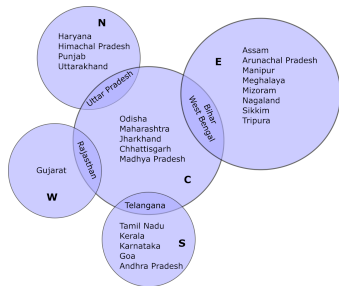 N
Haryana
Himachal Pradesh
Punjab
Uttarakhand
Uttar Pradesh
E
Assam
Arunachal Pradesh
Manipur
Meghalaya
Mizoram
Nagaland
Sikkim
Tripura
Bihar
West Bengal
Odisha
Maharashtra
Jharkhand
Chhattisgarh
Madhya Pradesh
C
Rajasthan
Gujarat
W
Telangana
S
Tamil Nadu
Kerala
Karnataka
Goa
Andhra Pradesh